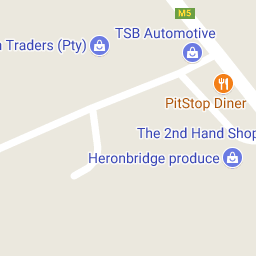 M5
TSB Automotive
Traders (Pty)
PitStop Diner
The 2nd Hand Shop
Heronbridge produce